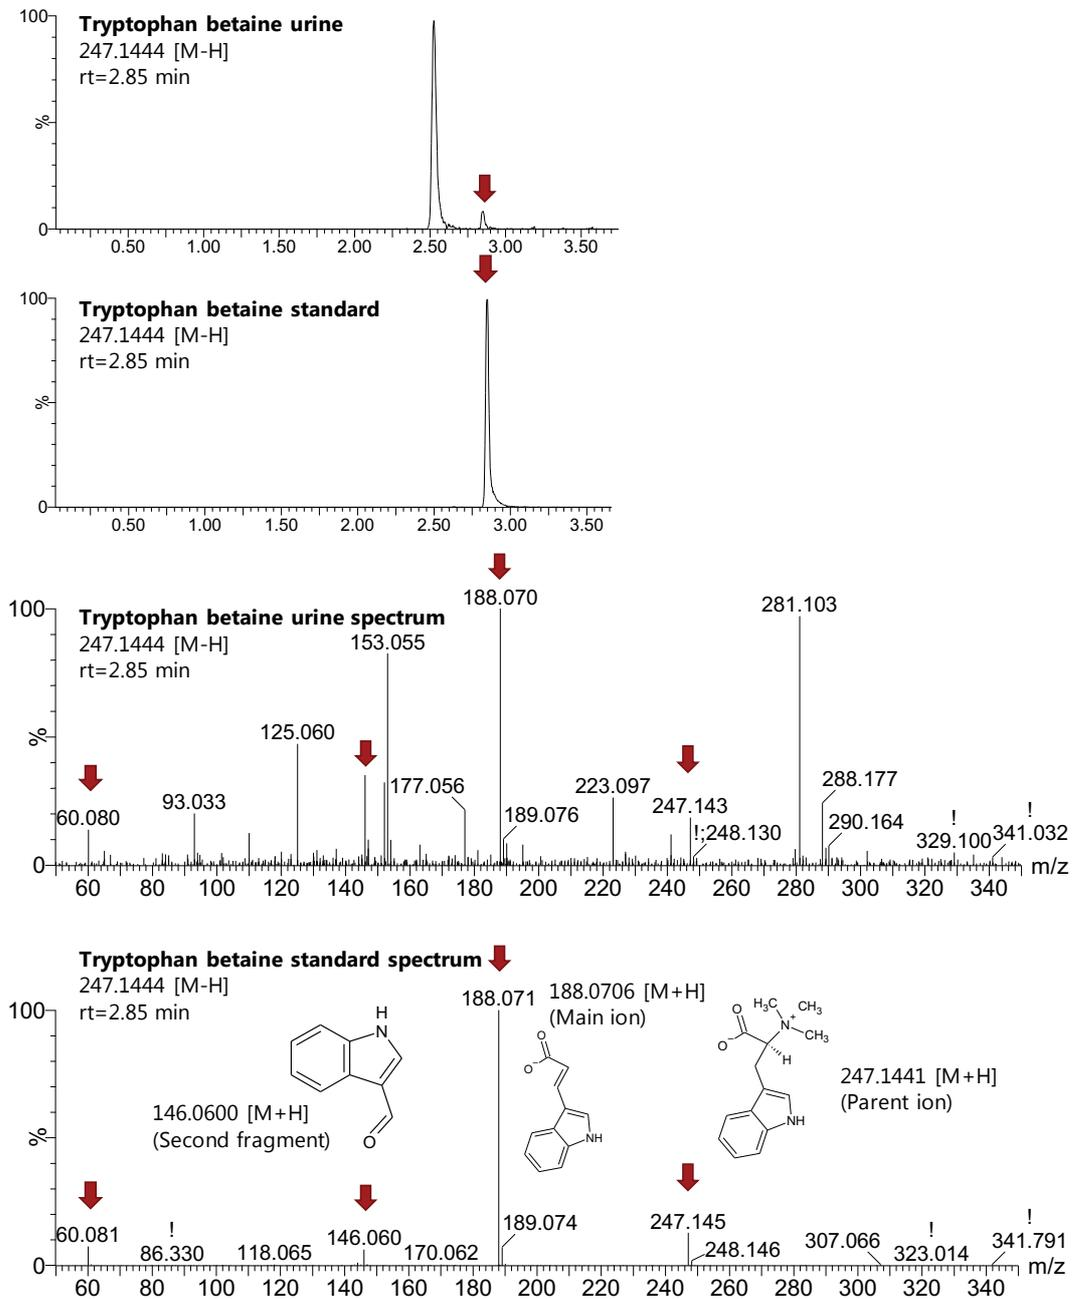 Tryptophan betaine urine
247.1444 [M-H]
rt=2.85 min
100
%
0
0.50 1.00 1.50 2.00 2.50 3.00 3.50
Tryptophan betaine standard
247.1444 [M-H]
rt=2.85 min
100
%
0
0.50 1.00 1.50 2.00 2.50 3.00 3.50
Tryptophan betaine urine spectrum
247.1444 [M-H]
rt=2.85 min
100
%
0
188.070
281.103
153.055
125.060
177.056
223.097
288.177
93.033
60.080
189.076
247.143
!;248.130
290.164
!
329.100
!
341.032
m/z
60 80 100 120 140 160 180 200 220 240 260 280 300 320 340
Tryptophan betaine standard spectrum
247.1444 [M-H]
rt=2.85 min
100
%
0
188.071
188.0706 [M+H]
(Main ion)
H
N
O
O
O-
NH
H3C
CH3
N+
CH3
O
O-
H
NH
247.1441 [M+H]
(Parent ion)
146.0600 [M+H]
(Second fragment)
60.081
!
86.330
118.065
146.060
170.062
189.074
247.145
248.146
307.066
!
323.014
!
341.791
m/z
60 80 100 120 140 160 180 200 220 240 260 280 300 320 340